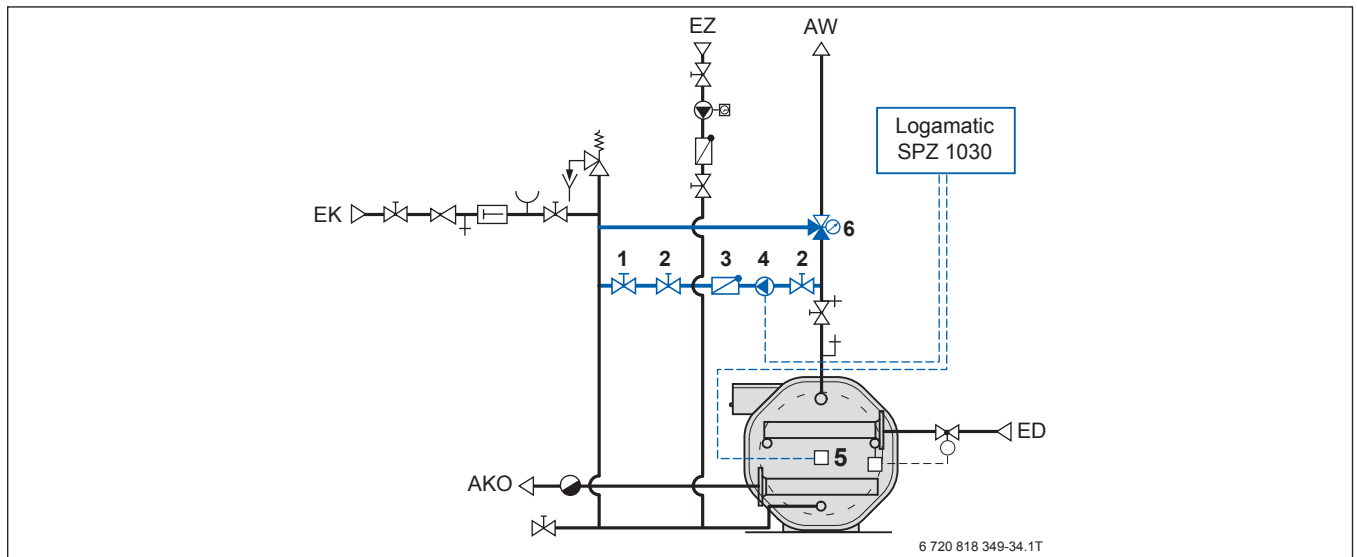 EZ
AW
Logamatic
SPZ 1030
EK
6
1 2 3 4 2
ED
5
AKO
6 720 818 349-34.1T